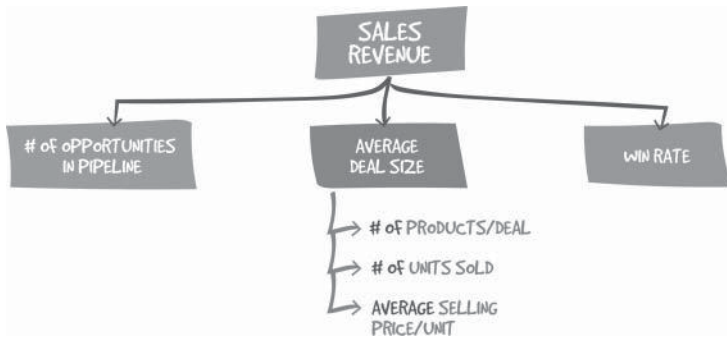 SALES
REVENUE
# OF OPPORTUNITIES
IN PIPELINE
AVERAGE
DEAL SIZE
WIN RATE
# OF PRODUCTS/DEAL
# OF UNITS SOLD
AVERAGE SELLING
PRICE/UNIT